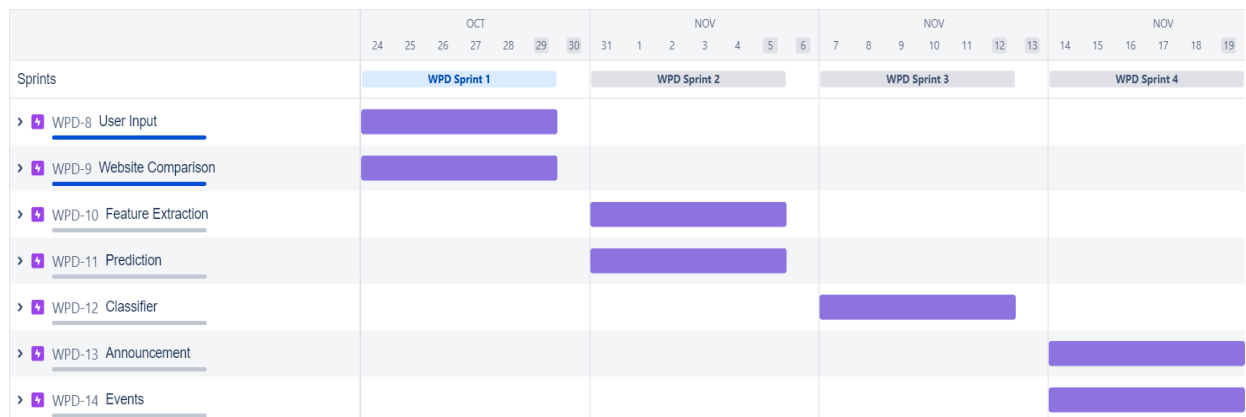 OCT NOV NOV NOV
24 25 26 27 28 29 30 31 1 2 3 4 5 6 7 8 9 10 11 12 13 14 15 16 17 18 19
Sprints WPD Sprint 1 WPD Sprint 2 WPD Sprint 3 WPD Sprint 4
WPD-8 User Input
WPD-9 Website Comparison
WPD-10 Feature Extraction
WPD-11 Prediction
WPD-12 Classifier
WPD-13 Announcement
WPD-14 Events